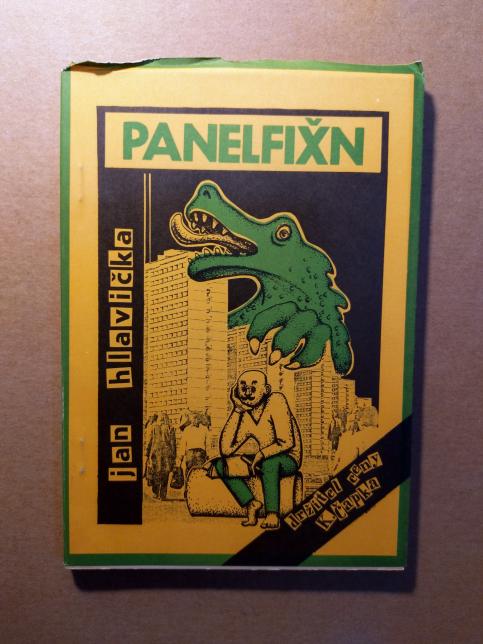 PANELFIXN
jan hlavička
držitel ceny
K Čapka